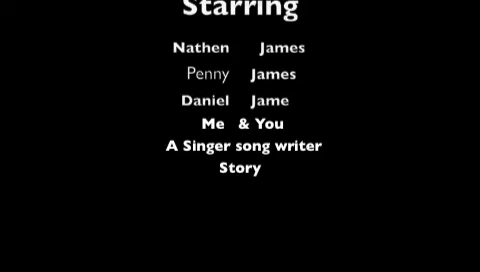 Starring
Nathen James
Penny James
Daniel Jame
Me & You
A Singer song writer
Story